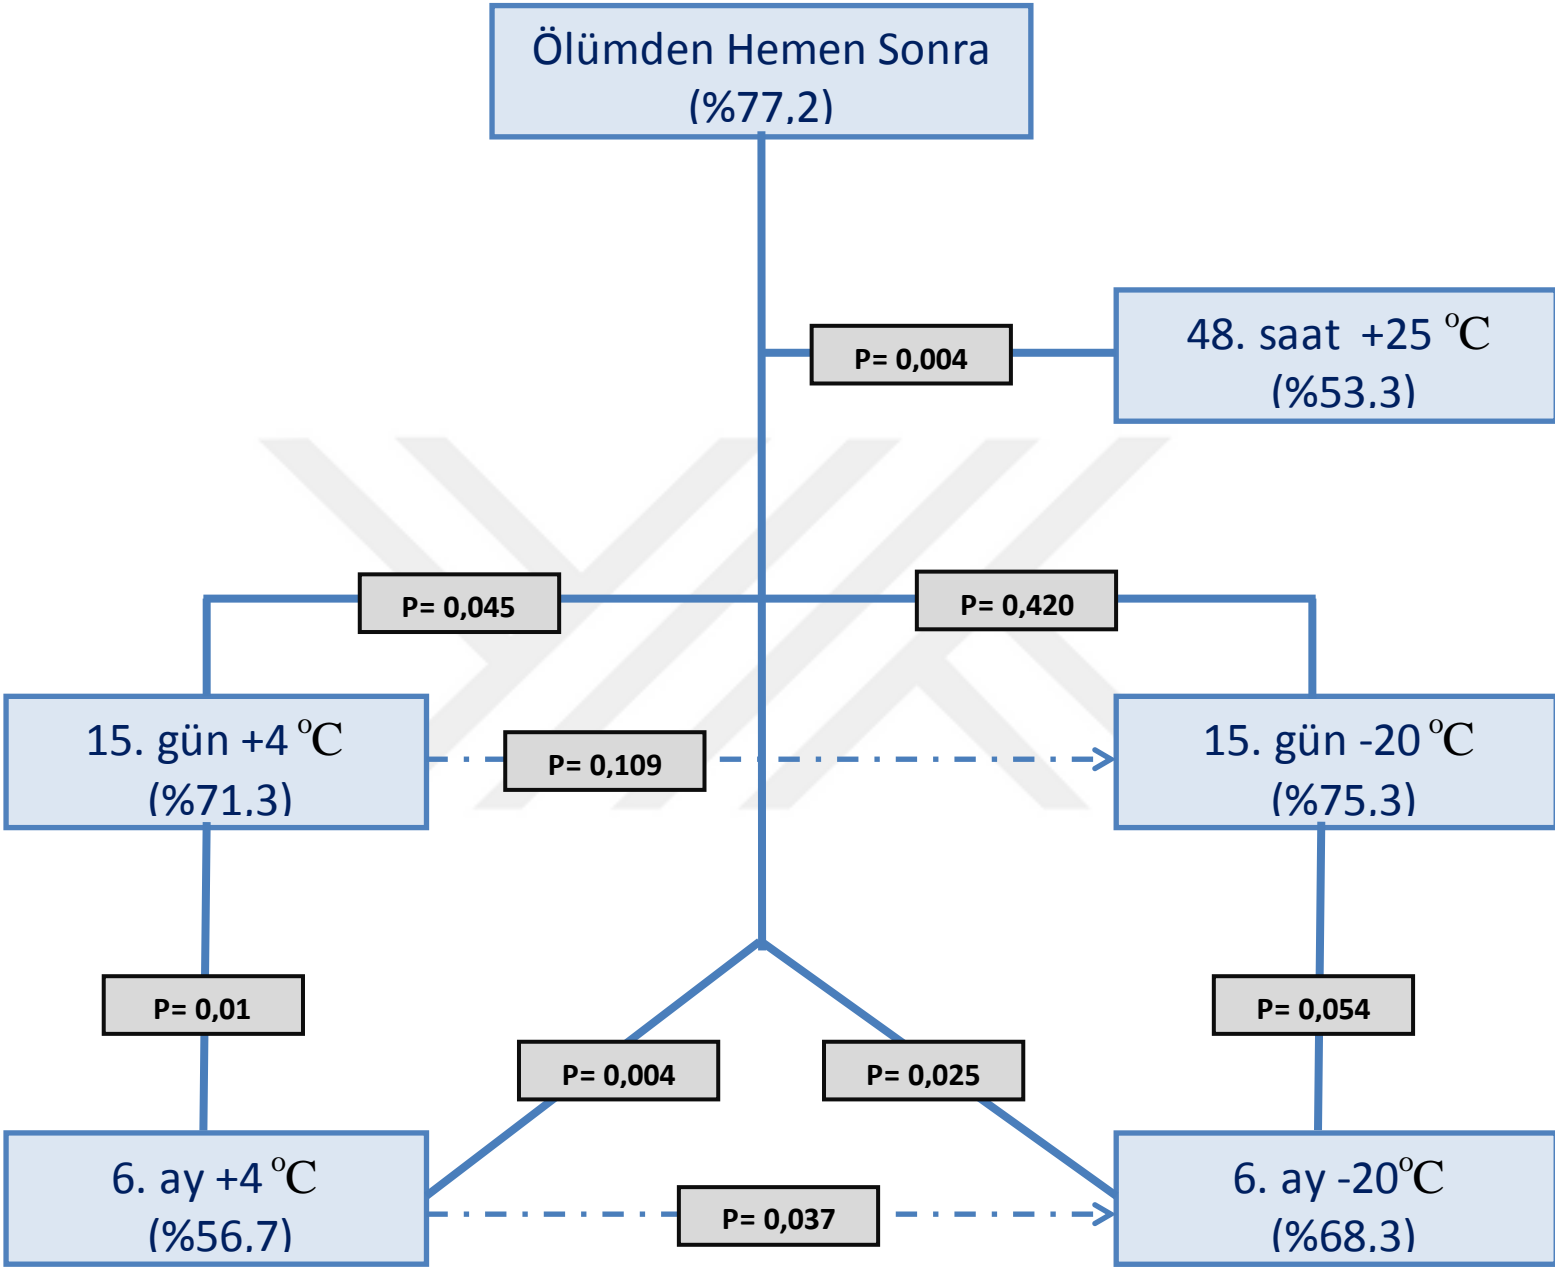 Ölümden Hemen Sonra
(%77,2)
P= 0,004
48. saat +25 °C
(%53,3)
P= 0,045
P= 0,420
15. gün +4 °C
(%71,3)
P= 0,109
15. gün -20 °C
(%75,3)
P= 0,01
P= 0,054
P= 0,004
P= 0,025
6. ay +4 °C
(%56,7)
P= 0,037
6. ay -20°C
(%68,3)